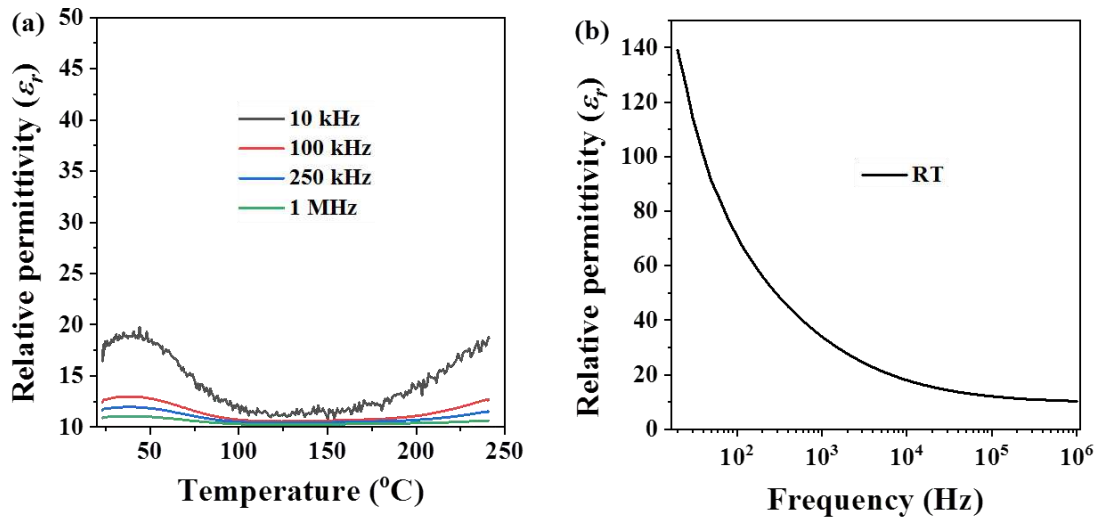 (a)
Relative permittivity (εᵣ)
50
45
40
35
30
25
20
15
10
10 kHz
100 kHz
250 kHz
1 MHz
50
100
150
200
250
Temperature (°C)
(b)
Relative permittivity (εᵣ)
140
120
100
80
60
40
20
0
RT
10²
10³
10⁴
10⁵
10⁶
Frequency (Hz)